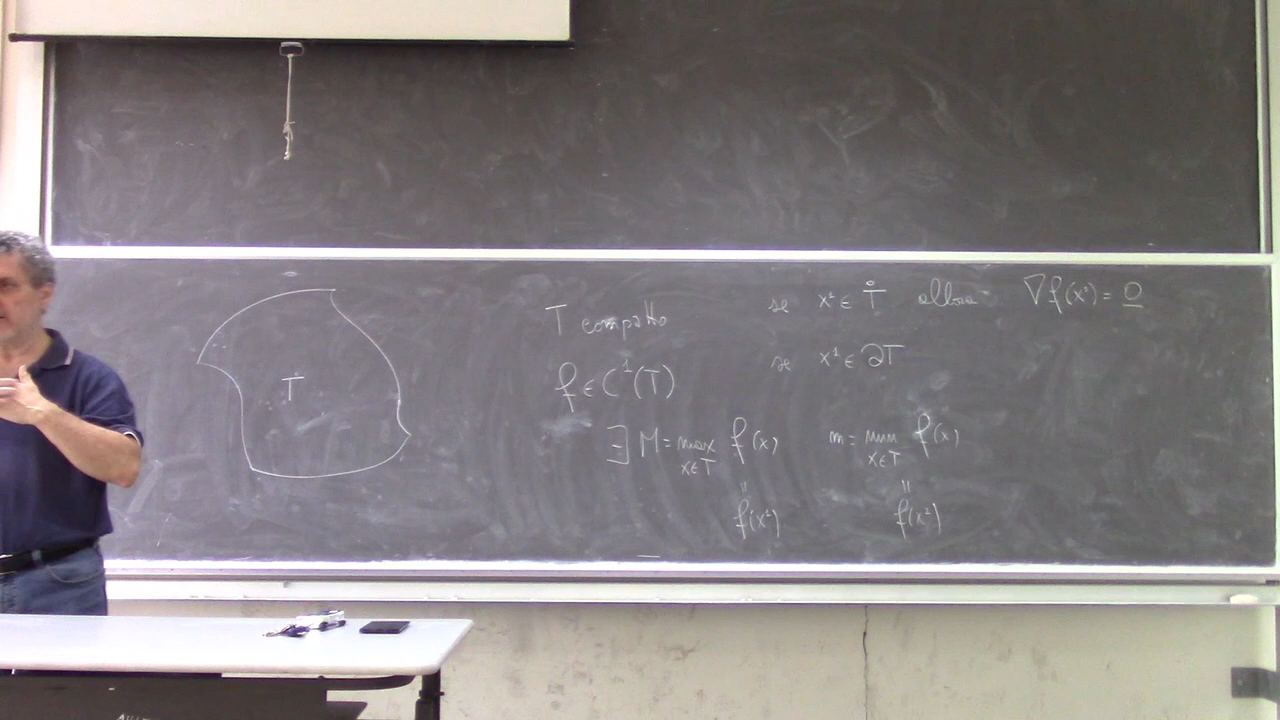 T
T compatto
f ∈ C¹(T)
∃ M = max f(x) m = min f(x)
x∈T x∈T
= =
f(x¹) f(x²)
se x¹ ∈ T̊ allora ∇f(x¹) = 0
se x¹ ∈ ∂T